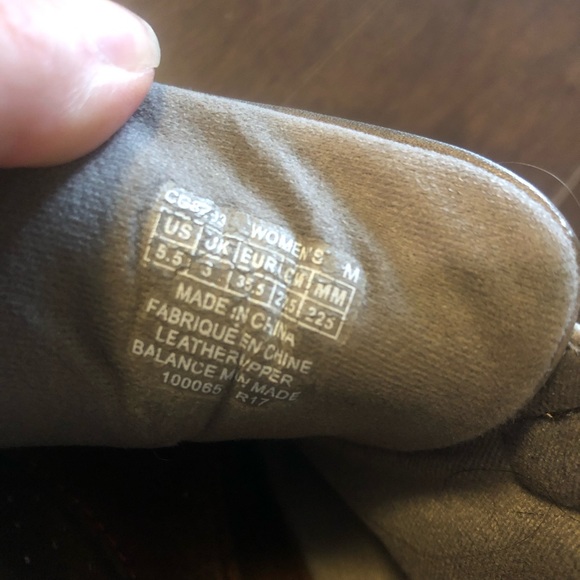 WOMEN'S M
US UK EUR CM MM
5.5 3 35.5 22.5 225
MADE IN CHINA
FABRIQUÉ EN CHINE
LEATHER UPPER
BALANCE MAN MADE
100065 R17